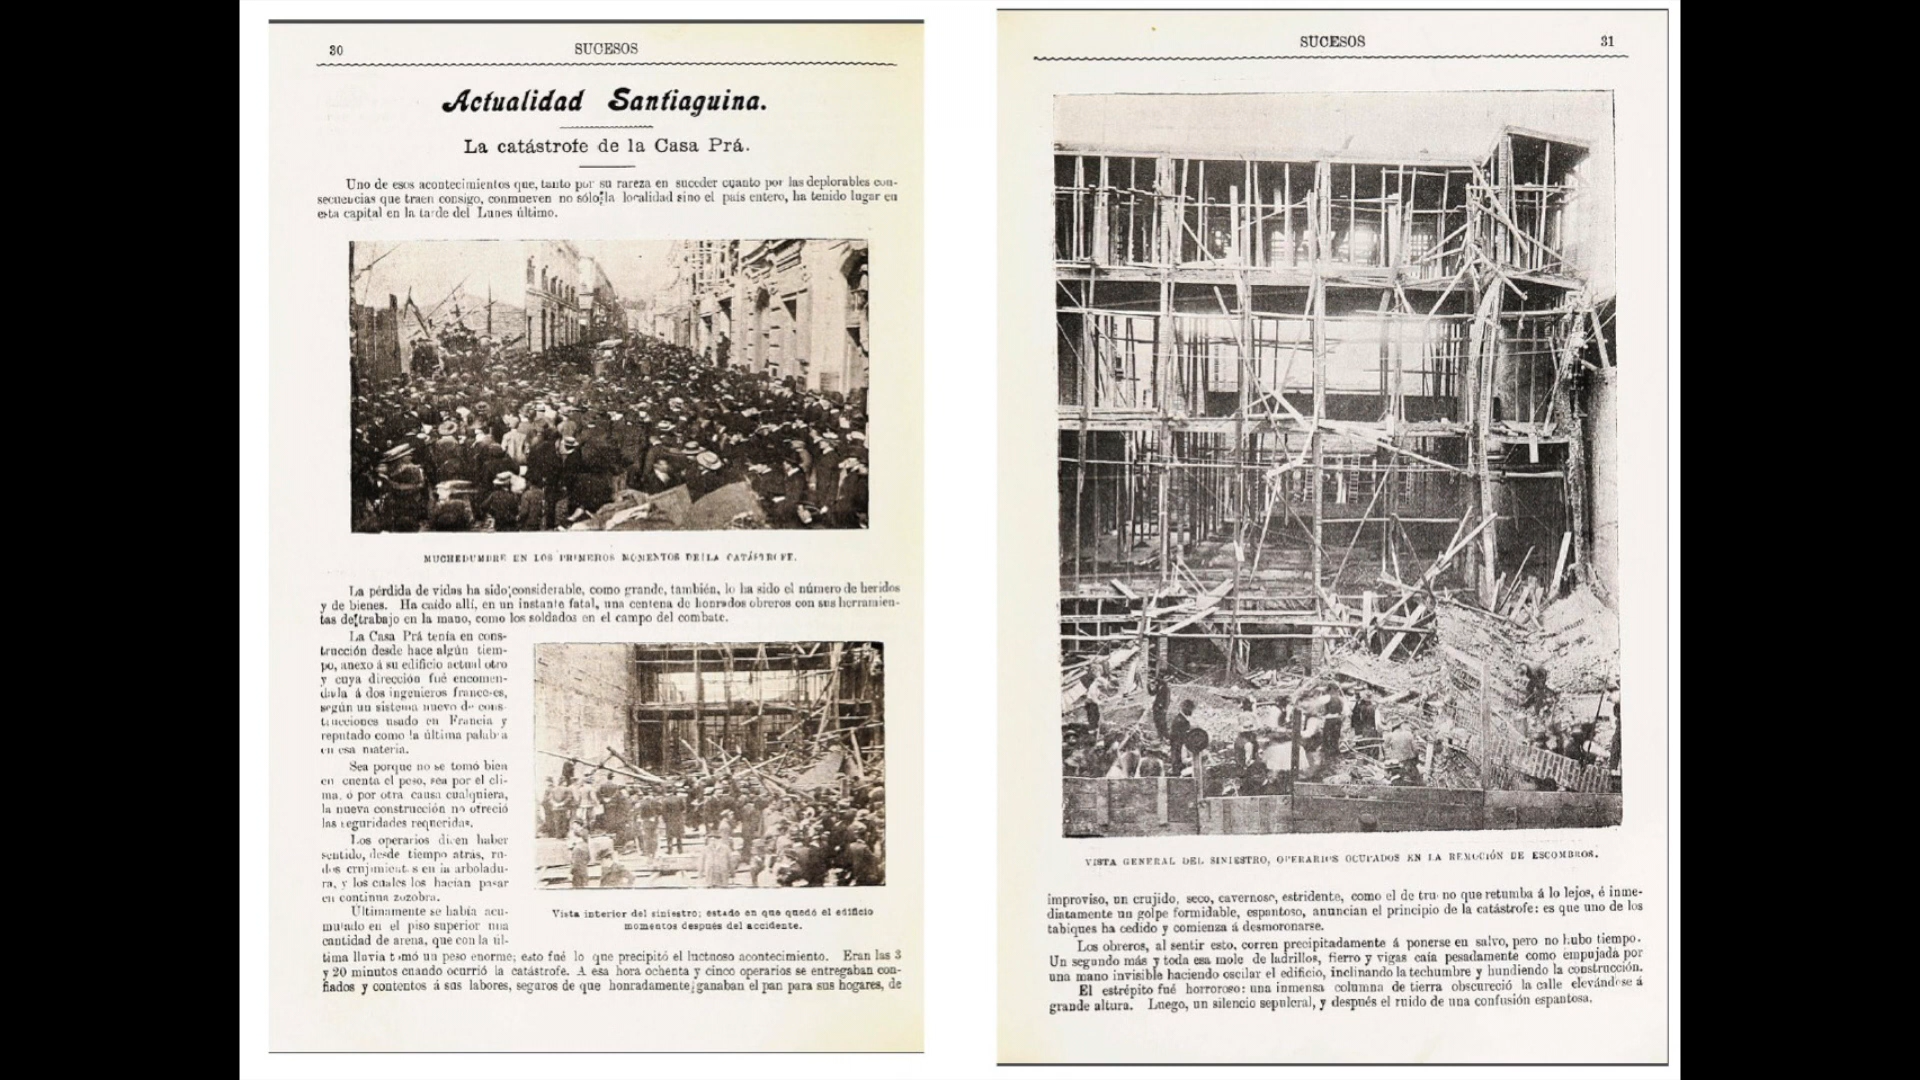 30
SUCESOS
Actualidad Santiaguina.
La catástrofe de la Casa Prá.
Uno de esos acontecimientos que, tanto por su rareza en suceder cuanto por las deplorables con-
secuencias que traen consigo, conmueven no sólo la localidad sino el país entero, ha tenido lugar en
esta capital en la tarde del Lunes último.
MUCHEDUMBRE EN LOS PRIMEROS MOMENTOS DE LA CATÁSTROFE.
La pérdida de vidas ha sido considerable, como grande, también, lo ha sido el número de heridos
y de bienes. Ha caído allí, en un instante fatal, una centena de honrados obreros con sus herramien-
tas de trabajo en la mano, como los soldados en el campo del combate.
La Casa Prá tenía en cons-
trucción desde hace algún tiem-
po, anexo á su edificio actual otro
y cuya dirección fué encomen-
dada á dos ingenieros franceses,
según un sistema nuevo de cons-
trucciones usado en Francia y
reputado como la última palabra
en esa materia.
Sea porque no se tomó bien
en cuenta el peso, sea por el cli-
ma, ó por otra causa cualquiera,
la nueva construcción no ofreció
las seguridades requeridas.
Los operarios dicen haber
sentido, desde tiempo atrás, ru-
dos crujimientos en la arboladu-
ra, y los cuales los hacían pasar
en continua zozobra.
Últimamente se había acu-
mulado en el piso superior una
cantidad de arena, que con la úl-
tima lluvia tomó un peso enorme; esto fué lo que precipitó el luctuoso acontecimiento. Eran las 3
y 20 minutos cuando ocurrió la catástrofe. A esa hora ochenta y cinco operarios se entregaban con-
fiados y contentos á sus labores, seguros de que honradamente ganaban el pan para sus hogares, de
Vista interior del siniestro; estado en que quedó el edificio
momentos después del accidente.
SUCESOS
31
VISTA GENERAL DEL SINIESTRO, OPERARIOS OCUPADOS EN LA REMOCIÓN DE ESCOMBROS.
improviso, un crujido, seco, cavernoso, estridente, como el de trueno que retumba á lo lejos, é inme-
diatamente un golpe formidable, espantoso, anuncian el principio de la catástrofe: es que uno de los
tabiques ha cedido y comienza á desmoronarse.
Los obreros, al sentir esto, corren precipitadamente á ponerse en salvo, pero no hubo tiempo.
Un segundo más y toda esa mole de ladrillos, fierro y vigas caía pesadamente como empujada por
una mano invisible haciendo oscilar el edificio, inclinando la techumbre y hundiendo la construcción.
El estrépito fué horroroso: una inmensa columna de tierra obscureció la calle elevándose á
grande altura. Luego, un silencio sepulcral, y después el ruido de una confusión espantosa.